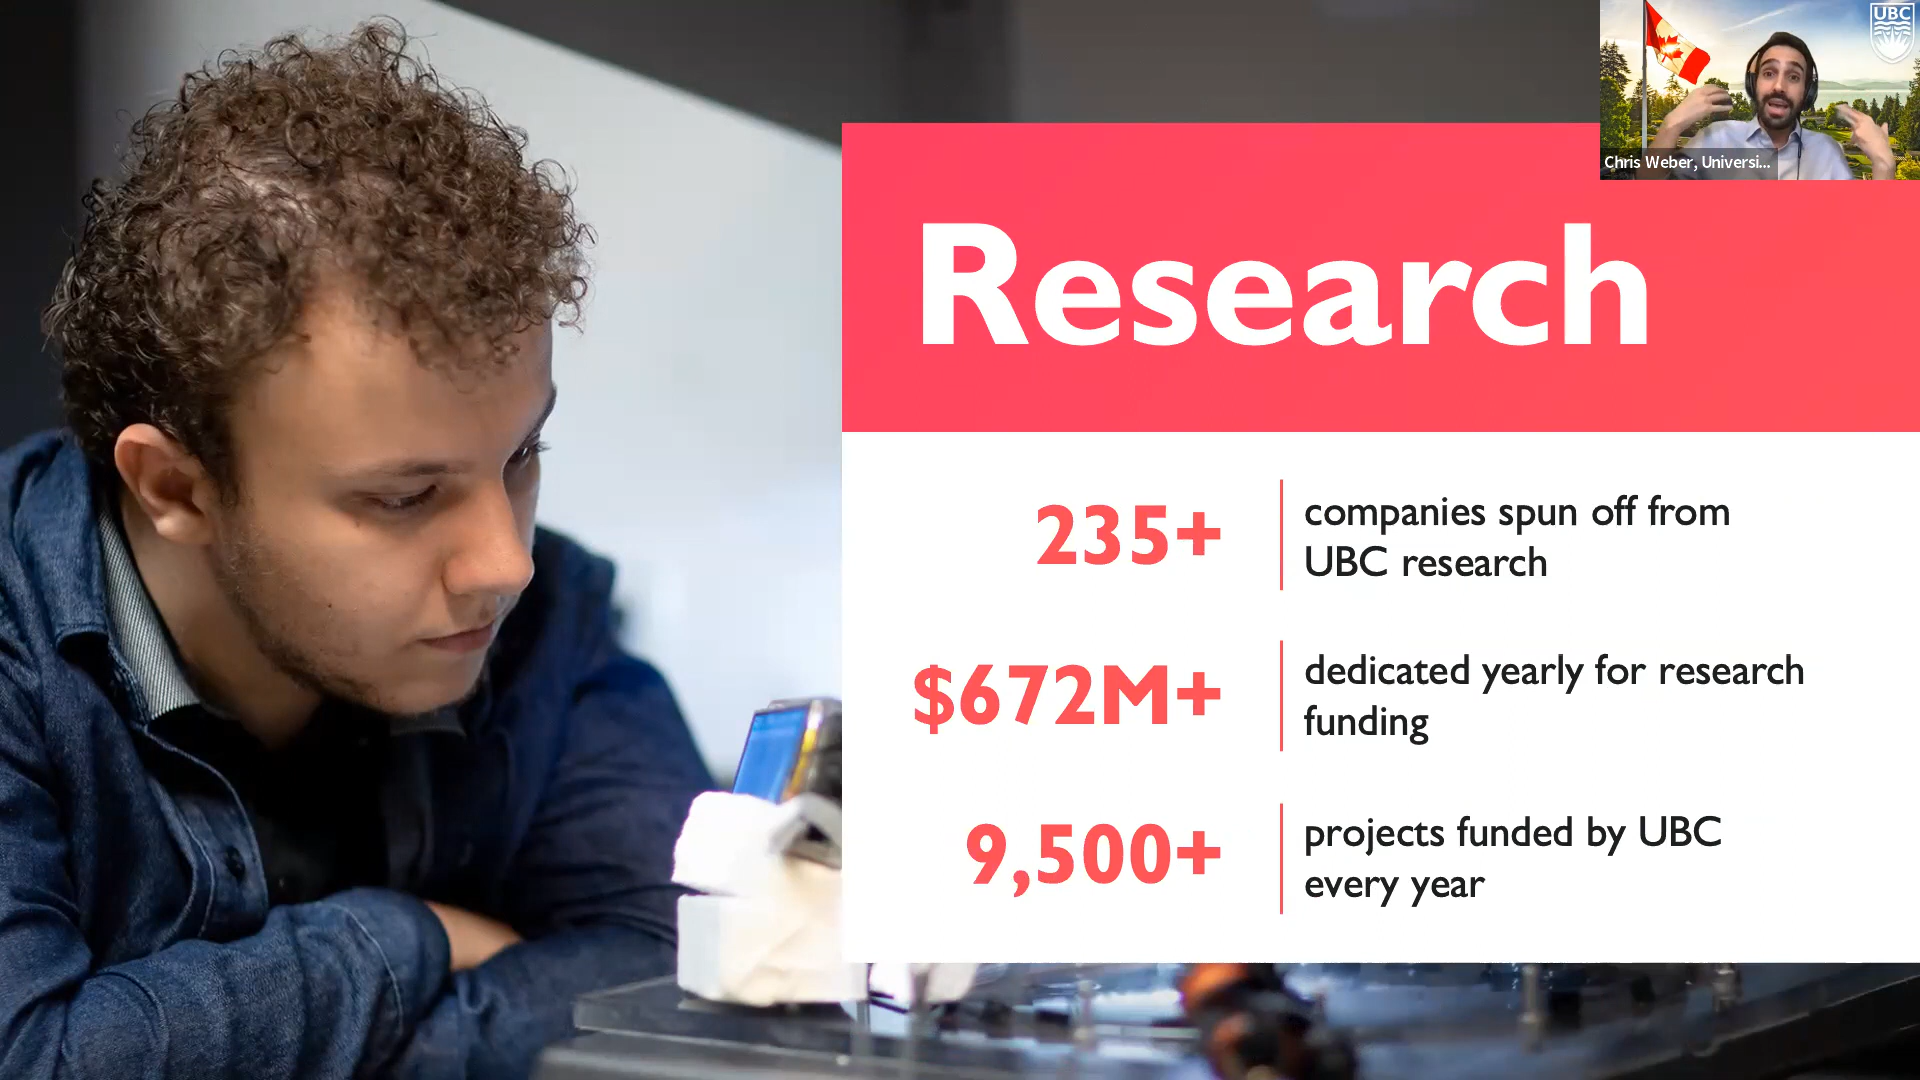 UBC
Chris Weber, Universi...
Research
235+
companies spun off from
UBC research
$672M+
dedicated yearly for research
funding
9,500+
projects funded by UBC
every year